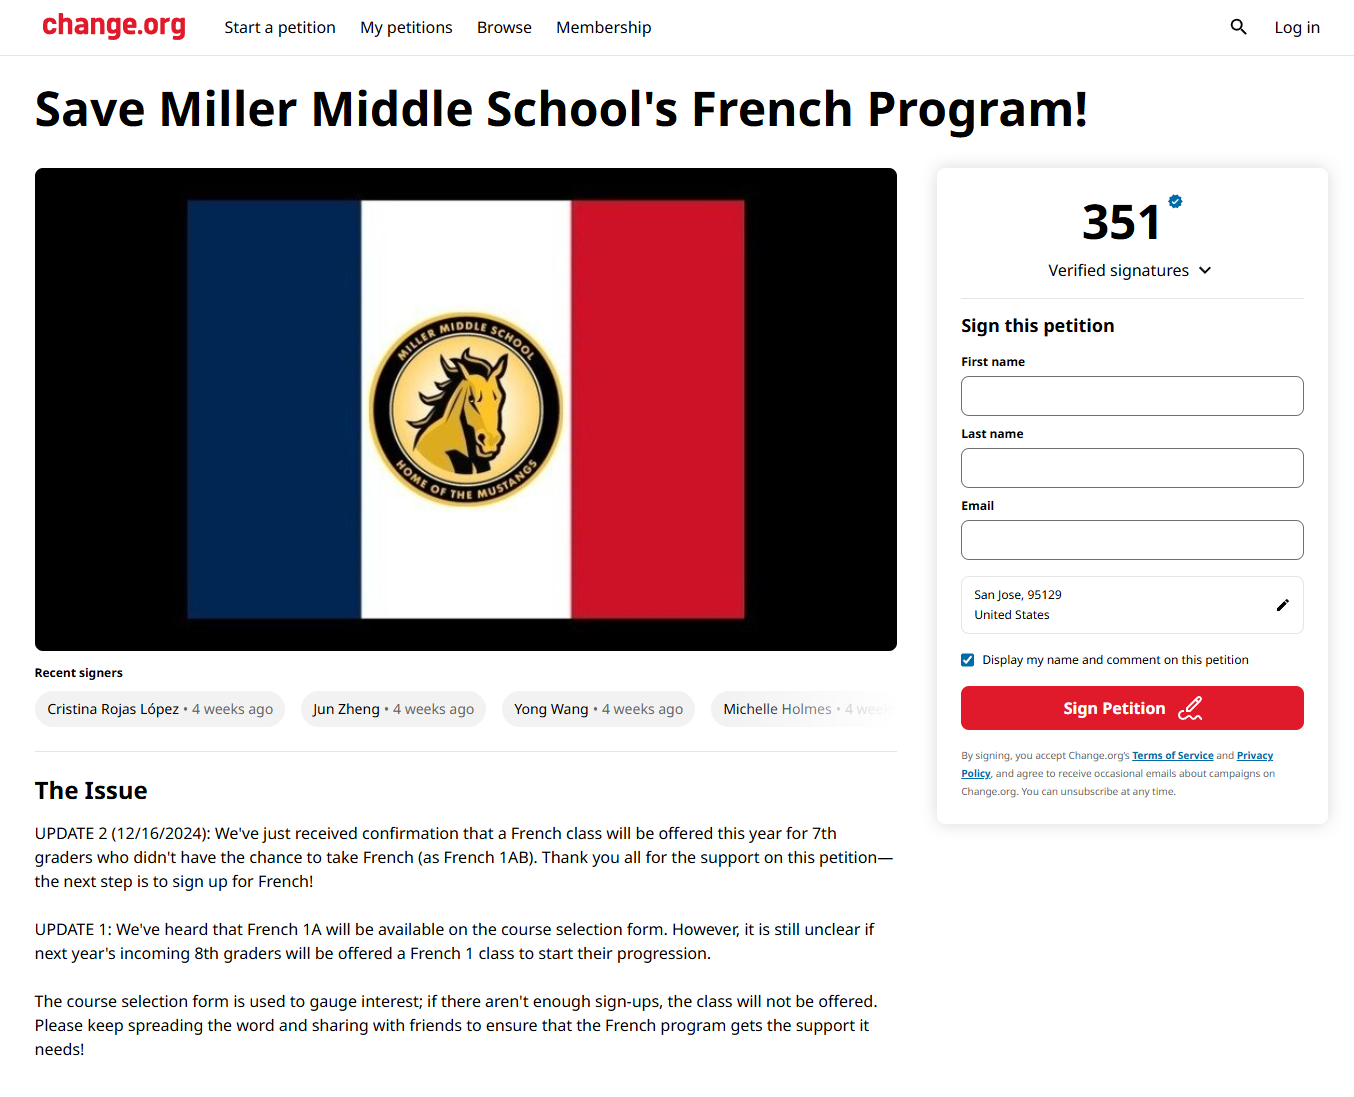 change.org
Start a petition
My petitions
Browse
Membership
Log in
Save Miller Middle School's French Program!
MILLER MIDDLE SCHOOL
HOME OF THE MUSTANGS
Recent signers
Cristina Rojas López • 4 weeks ago
Jun Zheng • 4 weeks ago
Yong Wang • 4 weeks ago
Michelle Holmes • 4 week
The Issue
UPDATE 2 (12/16/2024): We've just received confirmation that a French class will be offered this year for 7th
graders who didn't have the chance to take French (as French 1AB). Thank you all for the support on this petition—
the next step is to sign up for French!
UPDATE 1: We've heard that French 1A will be available on the course selection form. However, it is still unclear if
next year's incoming 8th graders will be offered a French 1 class to start their progression.
The course selection form is used to gauge interest; if there aren't enough sign-ups, the class will not be offered.
Please keep spreading the word and sharing with friends to ensure that the French program gets the support it
needs!
351
Verified signatures
Sign this petition
First name
Last name
Email
San Jose, 95129
United States
Display my name and comment on this petition
Sign Petition
By signing, you accept Change.org's Terms of Service and Privacy
Policy, and agree to receive occasional emails about campaigns on
Change.org. You can unsubscribe at any time.